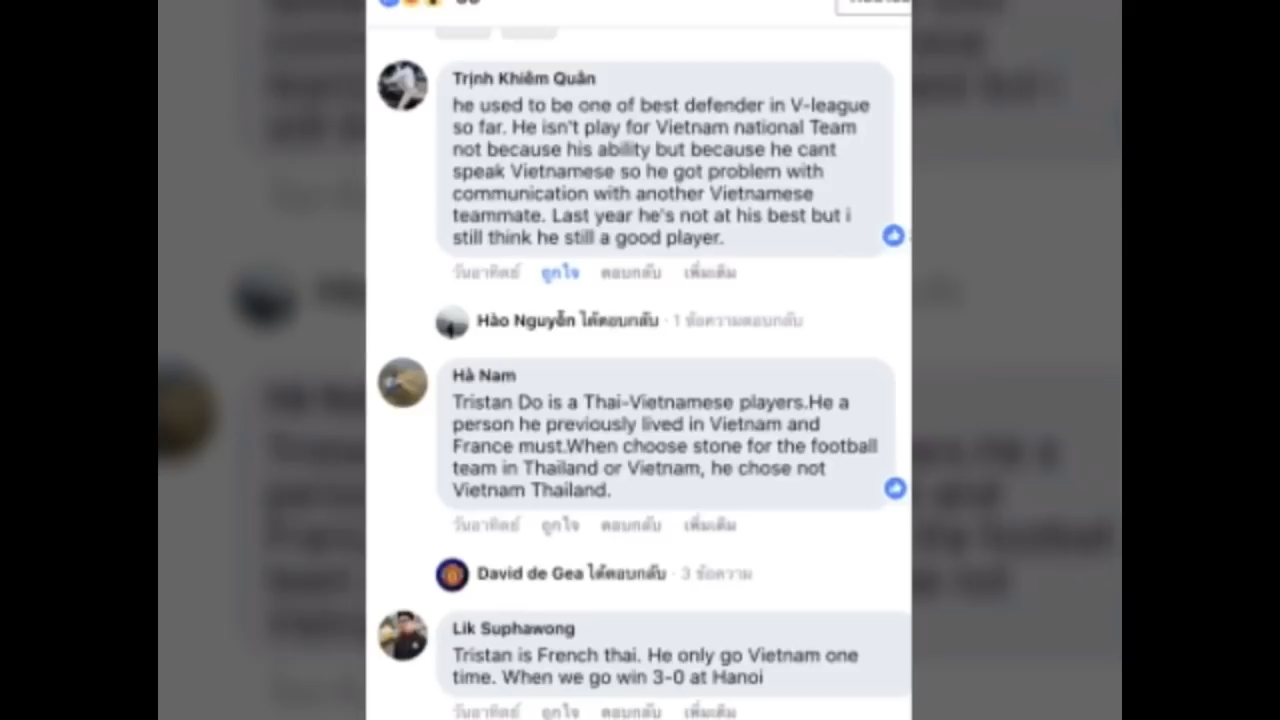 Trịnh Khiêm Quân
he used to be one of best defender in V-league
so far. He isn't play for Vietnam national Team
not because his ability but because he cant
speak Vietnamese so he got problem with
communication with another Vietnamese
teammate. Last year he's not at his best but i
still think he still a good player.
วันอาทิตย์ ถูกใจ ตอบกลับ เพิ่มเติม
Hào Nguyễn ได้ตอบกลับ · 1 ข้อความตอบกลับ
Hà Nam
Tristan Do is a Thai-Vietnamese players.He a
person he previously lived in Vietnam and
France must.When choose stone for the football
team in Thailand or Vietnam, he chose not
Vietnam Thailand.
วันอาทิตย์ ถูกใจ ตอบกลับ เพิ่มเติม
David de Gea ได้ตอบกลับ · 3 ข้อความ
Lik Suphawong
Tristan is French thai. He only go Vietnam one
time. When we go win 3-0 at Hanoi
วันอาทิตย์ ถูกใจ ตอบกลับ เพิ่มเติม